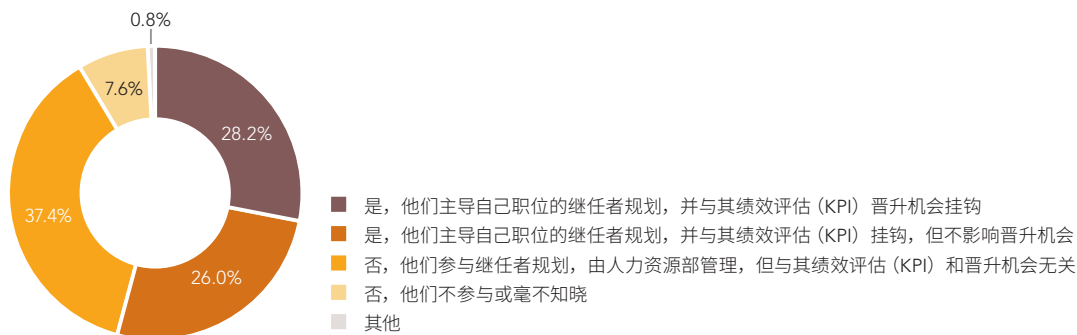 0.8%
7.6%
28.2%
37.4%
26.0%
是，他们主导自己职位的继任者规划，并与其绩效评估（KPI）晋升机会挂钩
是，他们主导自己职位的继任者规划，并与其绩效评估（KPI）挂钩，但不影响晋升机会
否，他们参与继任者规划，由人力资源部管理，但与其绩效评估（KPI）和晋升机会无关
否，他们不参与或毫不知晓
其他